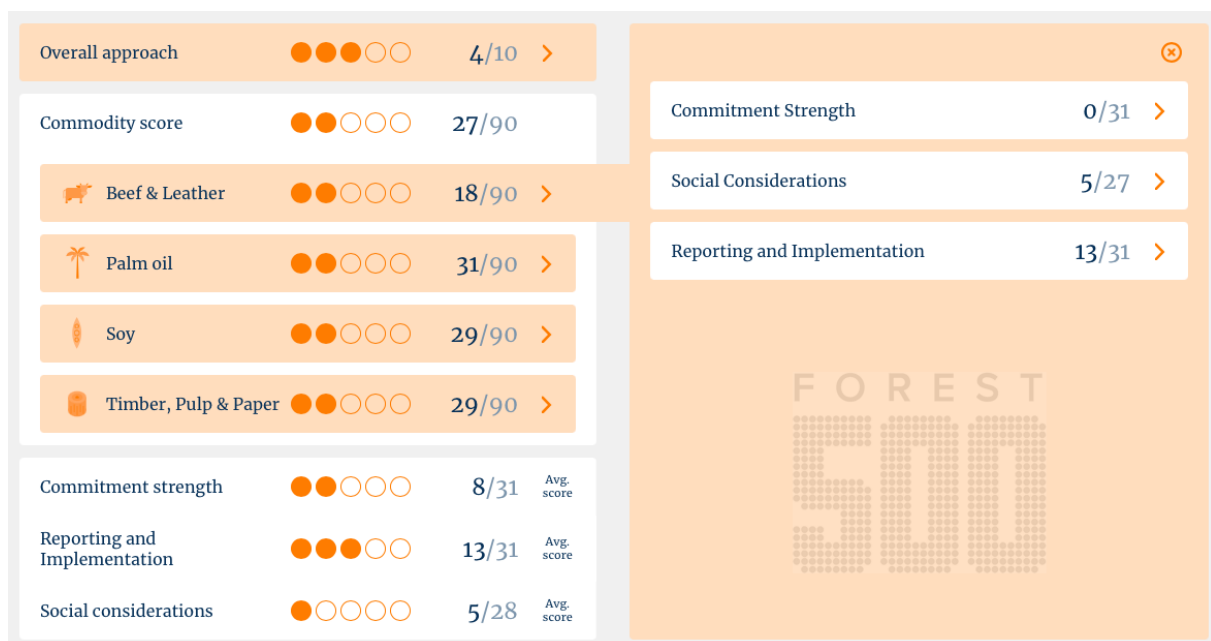 Overall approach 4/10
Commodity score 27/90
Beef & Leather 18/90
Palm oil 31/90
Soy 29/90
Timber, Pulp & Paper 29/90
Commitment strength 8/31 Avg. score
Reporting and
Implementation 13/31 Avg. score
Social considerations 5/28 Avg. score
Commitment Strength 0/31
Social Considerations 5/27
Reporting and Implementation 13/31
FOREST
500